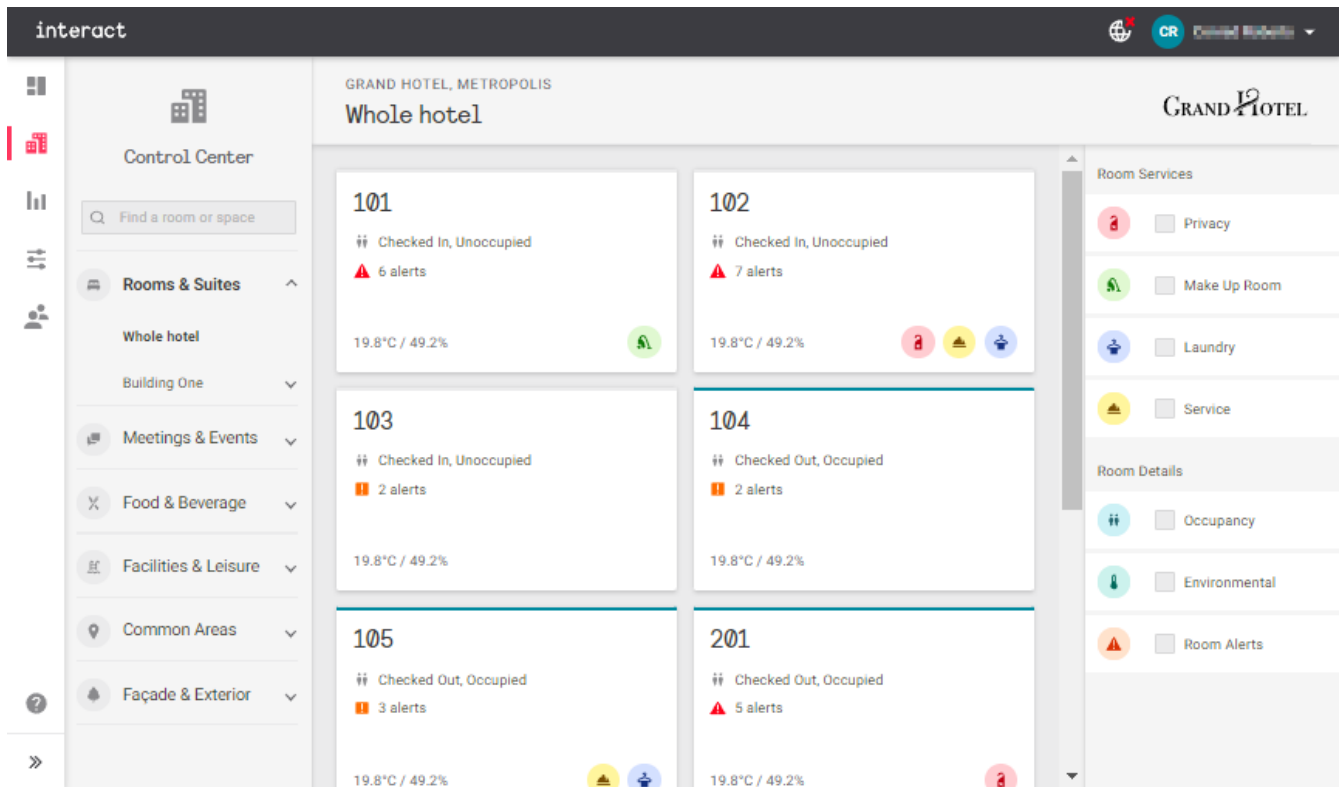 interact
CR
GRAND HOTEL, METROPOLIS
Whole hotel
GRAND HOTEL
Control Center
Find a room or space
Rooms & Suites
Whole hotel
Building One
Meetings & Events
Food & Beverage
Facilities & Leisure
Common Areas
Façade & Exterior
101
Checked In, Unoccupied
6 alerts
19.8°C / 49.2%
102
Checked In, Unoccupied
7 alerts
19.8°C / 49.2%
103
Checked In, Unoccupied
2 alerts
19.8°C / 49.2%
104
Checked Out, Occupied
2 alerts
19.8°C / 49.2%
105
Checked Out, Occupied
3 alerts
19.8°C / 49.2%
201
Checked Out, Occupied
5 alerts
19.8°C / 49.2%
Room Services
Privacy
Make Up Room
Laundry
Service
Room Details
Occupancy
Environmental
Room Alerts